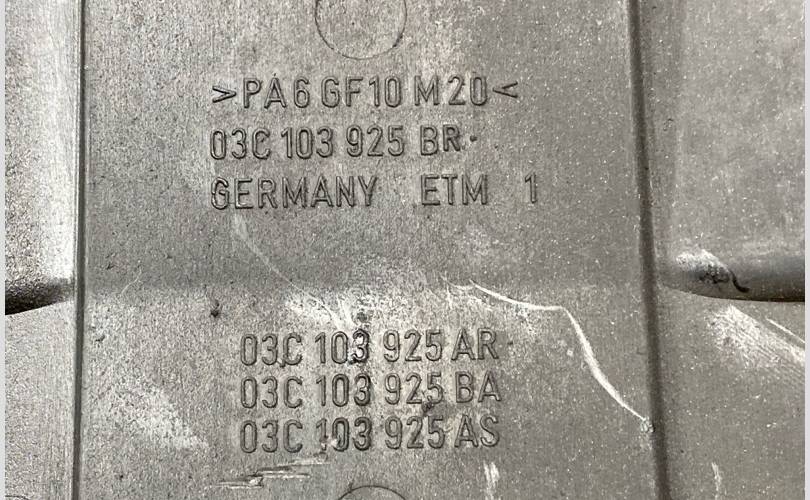 >PA6 GF10 M20<
03C 103 925 BR
GERMANY ETM 1
03C 103 925 AR
03C 103 925 BA
03C 103 925 AS